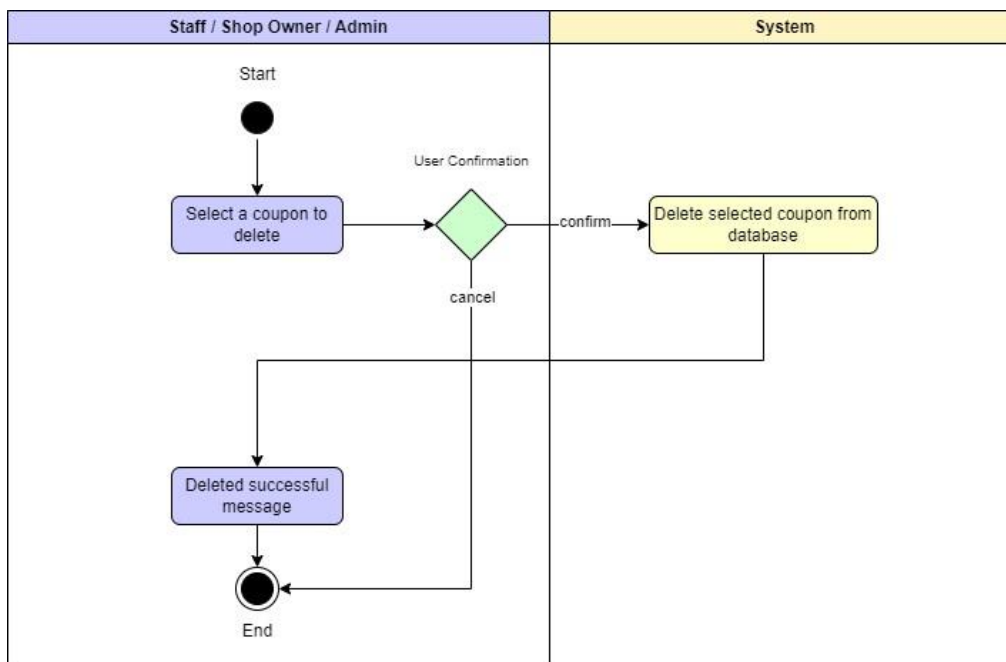 Staff / Shop Owner / Admin
System
Start
User Confirmation
Select a coupon to
delete
confirm
Delete selected coupon from
database
cancel
Deleted successful
message
End